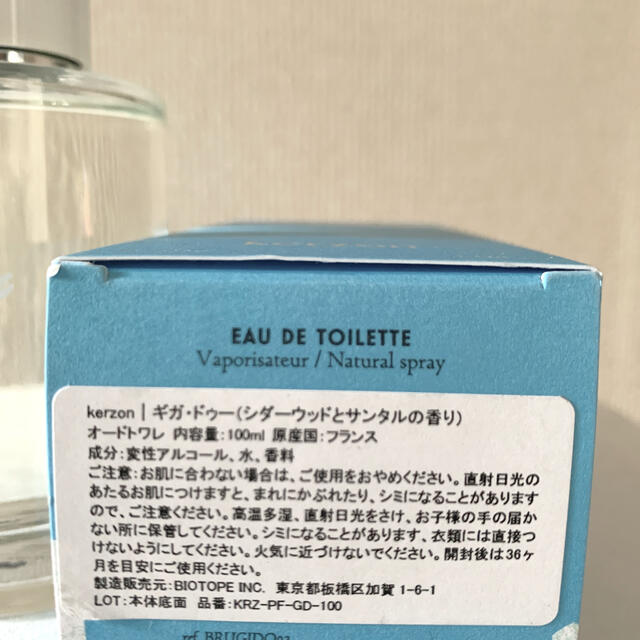 EAU DE TOILETTE
Vaporisateur / Natural spray
kerzon | ギガ・ドゥー(シダーウッドとサンタルの香り)
オードトワレ 内容量:100ml 原産国:フランス
成分:変性アルコール、水、香料
ご注意:お肌に合わない場合は、ご使用をおやめください。直射日光の
あたるお肌につけますと、まれにかぶれたり、シミになることがあります
ので、ご注意ください。高温多湿、直射日光をさけ、お子様の手の届か
ない所に保管してください。シミになることがあります、衣類には直接つ
けないようにしてください。火気に近づけないでください。開封後は36ヶ
月を目安にご使用ください。
製造販売元:BIOTOPE INC. 東京都板橋区加賀 1-6-1
LOT:本体底面 品番:KRZ-PF-GD-100
ref. BRUGIDO02